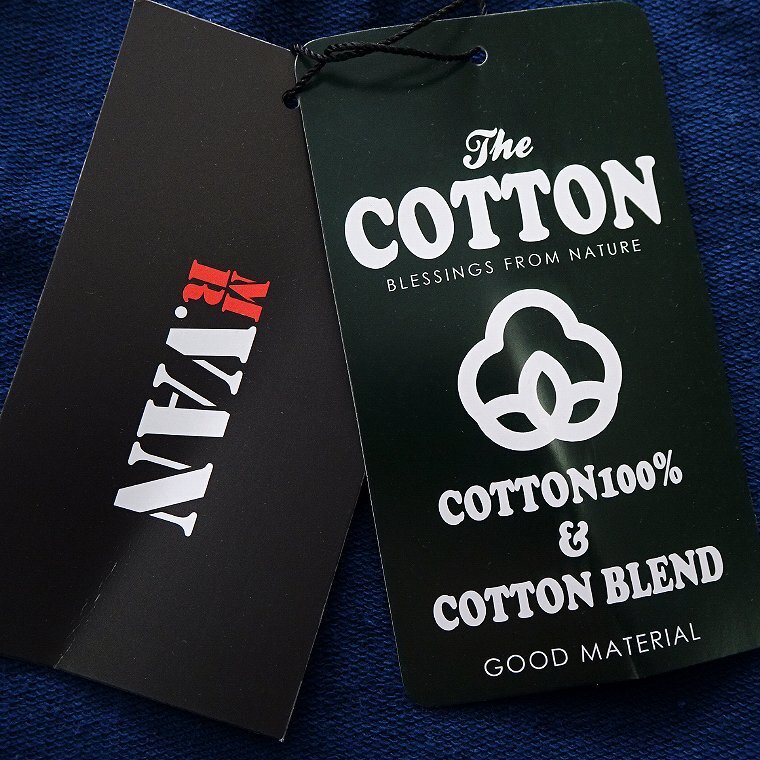 MR.VAN
The
COTTON
BLESSINGS FROM NATURE
COTTON100%
&
COTTON BLEND
GOOD MATERIAL